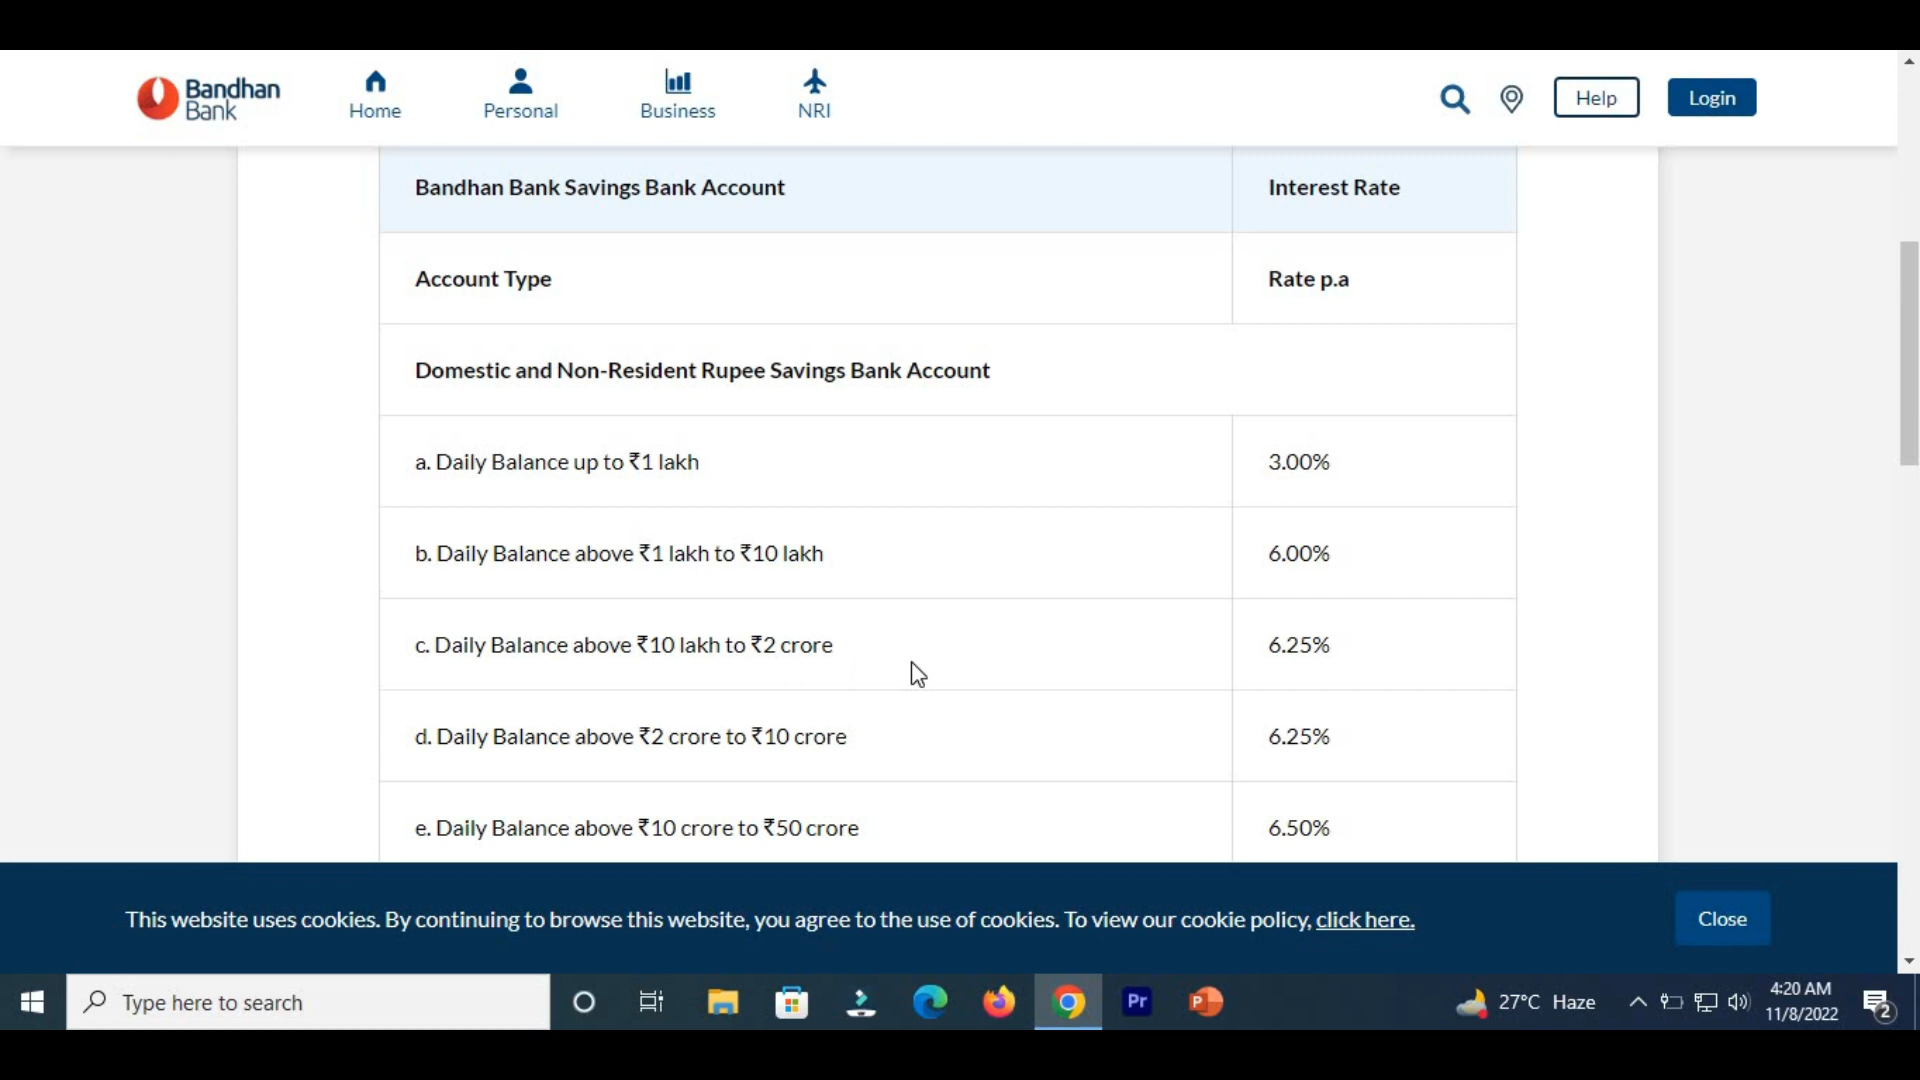 Bandhan
Bank
Home
Personal
Business
NRI
Help
Login
Bandhan Bank Savings Bank Account
Interest Rate
Account Type
Rate p.a
Domestic and Non-Resident Rupee Savings Bank Account
a. Daily Balance up to ₹1 lakh
3.00%
b. Daily Balance above ₹1 lakh to ₹10 lakh
6.00%
c. Daily Balance above ₹10 lakh to ₹2 crore
6.25%
d. Daily Balance above ₹2 crore to ₹10 crore
6.25%
e. Daily Balance above ₹10 crore to ₹50 crore
6.50%
This website uses cookies. By continuing to browse this website, you agree to the use of cookies. To view our cookie policy, click here.
Close
Type here to search
Pr
P
27°C Haze
4:20 AM
11/8/2022
2